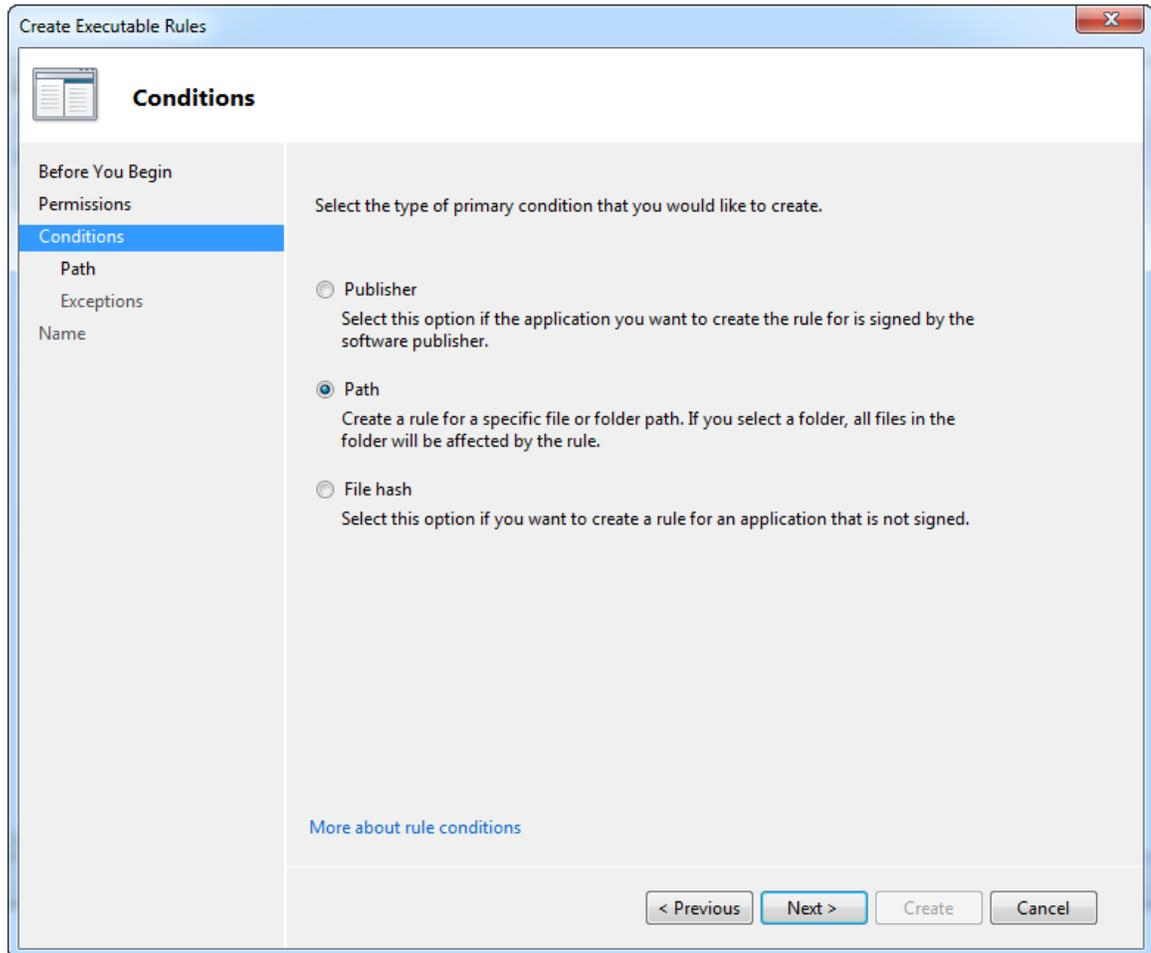 Create Executable Rules
Conditions
Before You Begin
Permissions
Conditions
Path
Exceptions
Name
Select the type of primary condition that you would like to create.
Publisher
Select this option if the application you want to create the rule for is signed by the
software publisher.
Path
Create a rule for a specific file or folder path. If you select a folder, all files in the
folder will be affected by the rule.
File hash
Select this option if you want to create a rule for an application that is not signed.
More about rule conditions
< Previous
Next >
Create
Cancel